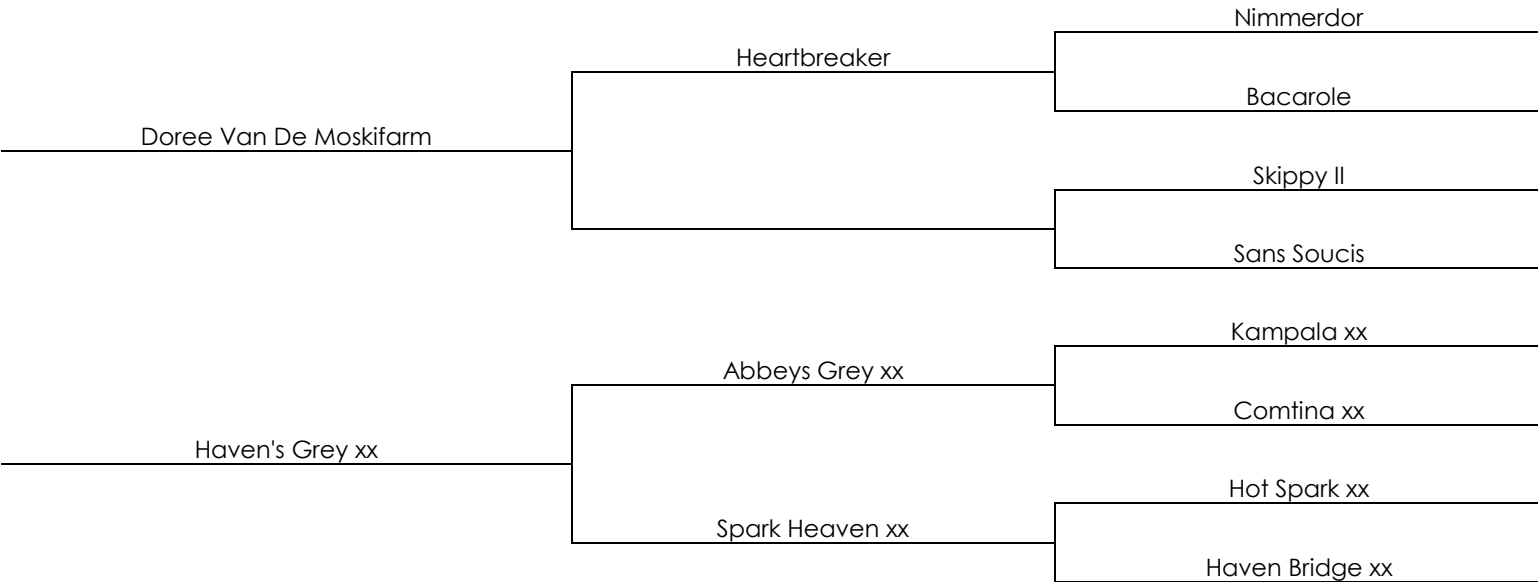 Nimmerdor
Heartbreaker
Bacarole
Doree Van De Moskifarm
Skippy II
Sans Soucis
Kampala xx
Abbeys Grey xx
Comtina xx
Haven's Grey xx
Hot Spark xx
Spark Heaven xx
Haven Bridge xx